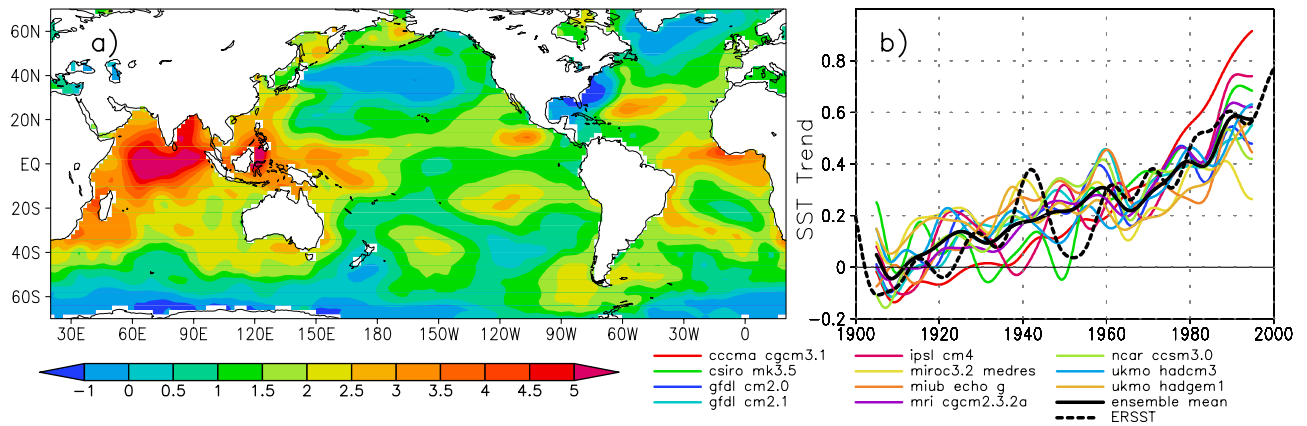 a)
60N
40N
20N
EQ
20S
40S
60S
30E 60E 90E 120E 150E 180 150W 120W 90W 60W 30W 0
-1 0 0.5 1 1.5 2 2.5 3 3.5 4 4.5 5
b)
SST Trend
0.8
0.6
0.4
0.2
0
-0.2
1900 1920 1940 1960 1980 2000
cccma cgcm3.1 ipsl cm4 ncar ccsm3.0
csiro mk3.5 miroc3.2 medres ukmo hadcm3
gfdl cm2.0 miub echo g ukmo hadgem1
gfdl cm2.1 mri cgcm2.3.2a ensemble mean
ERSST